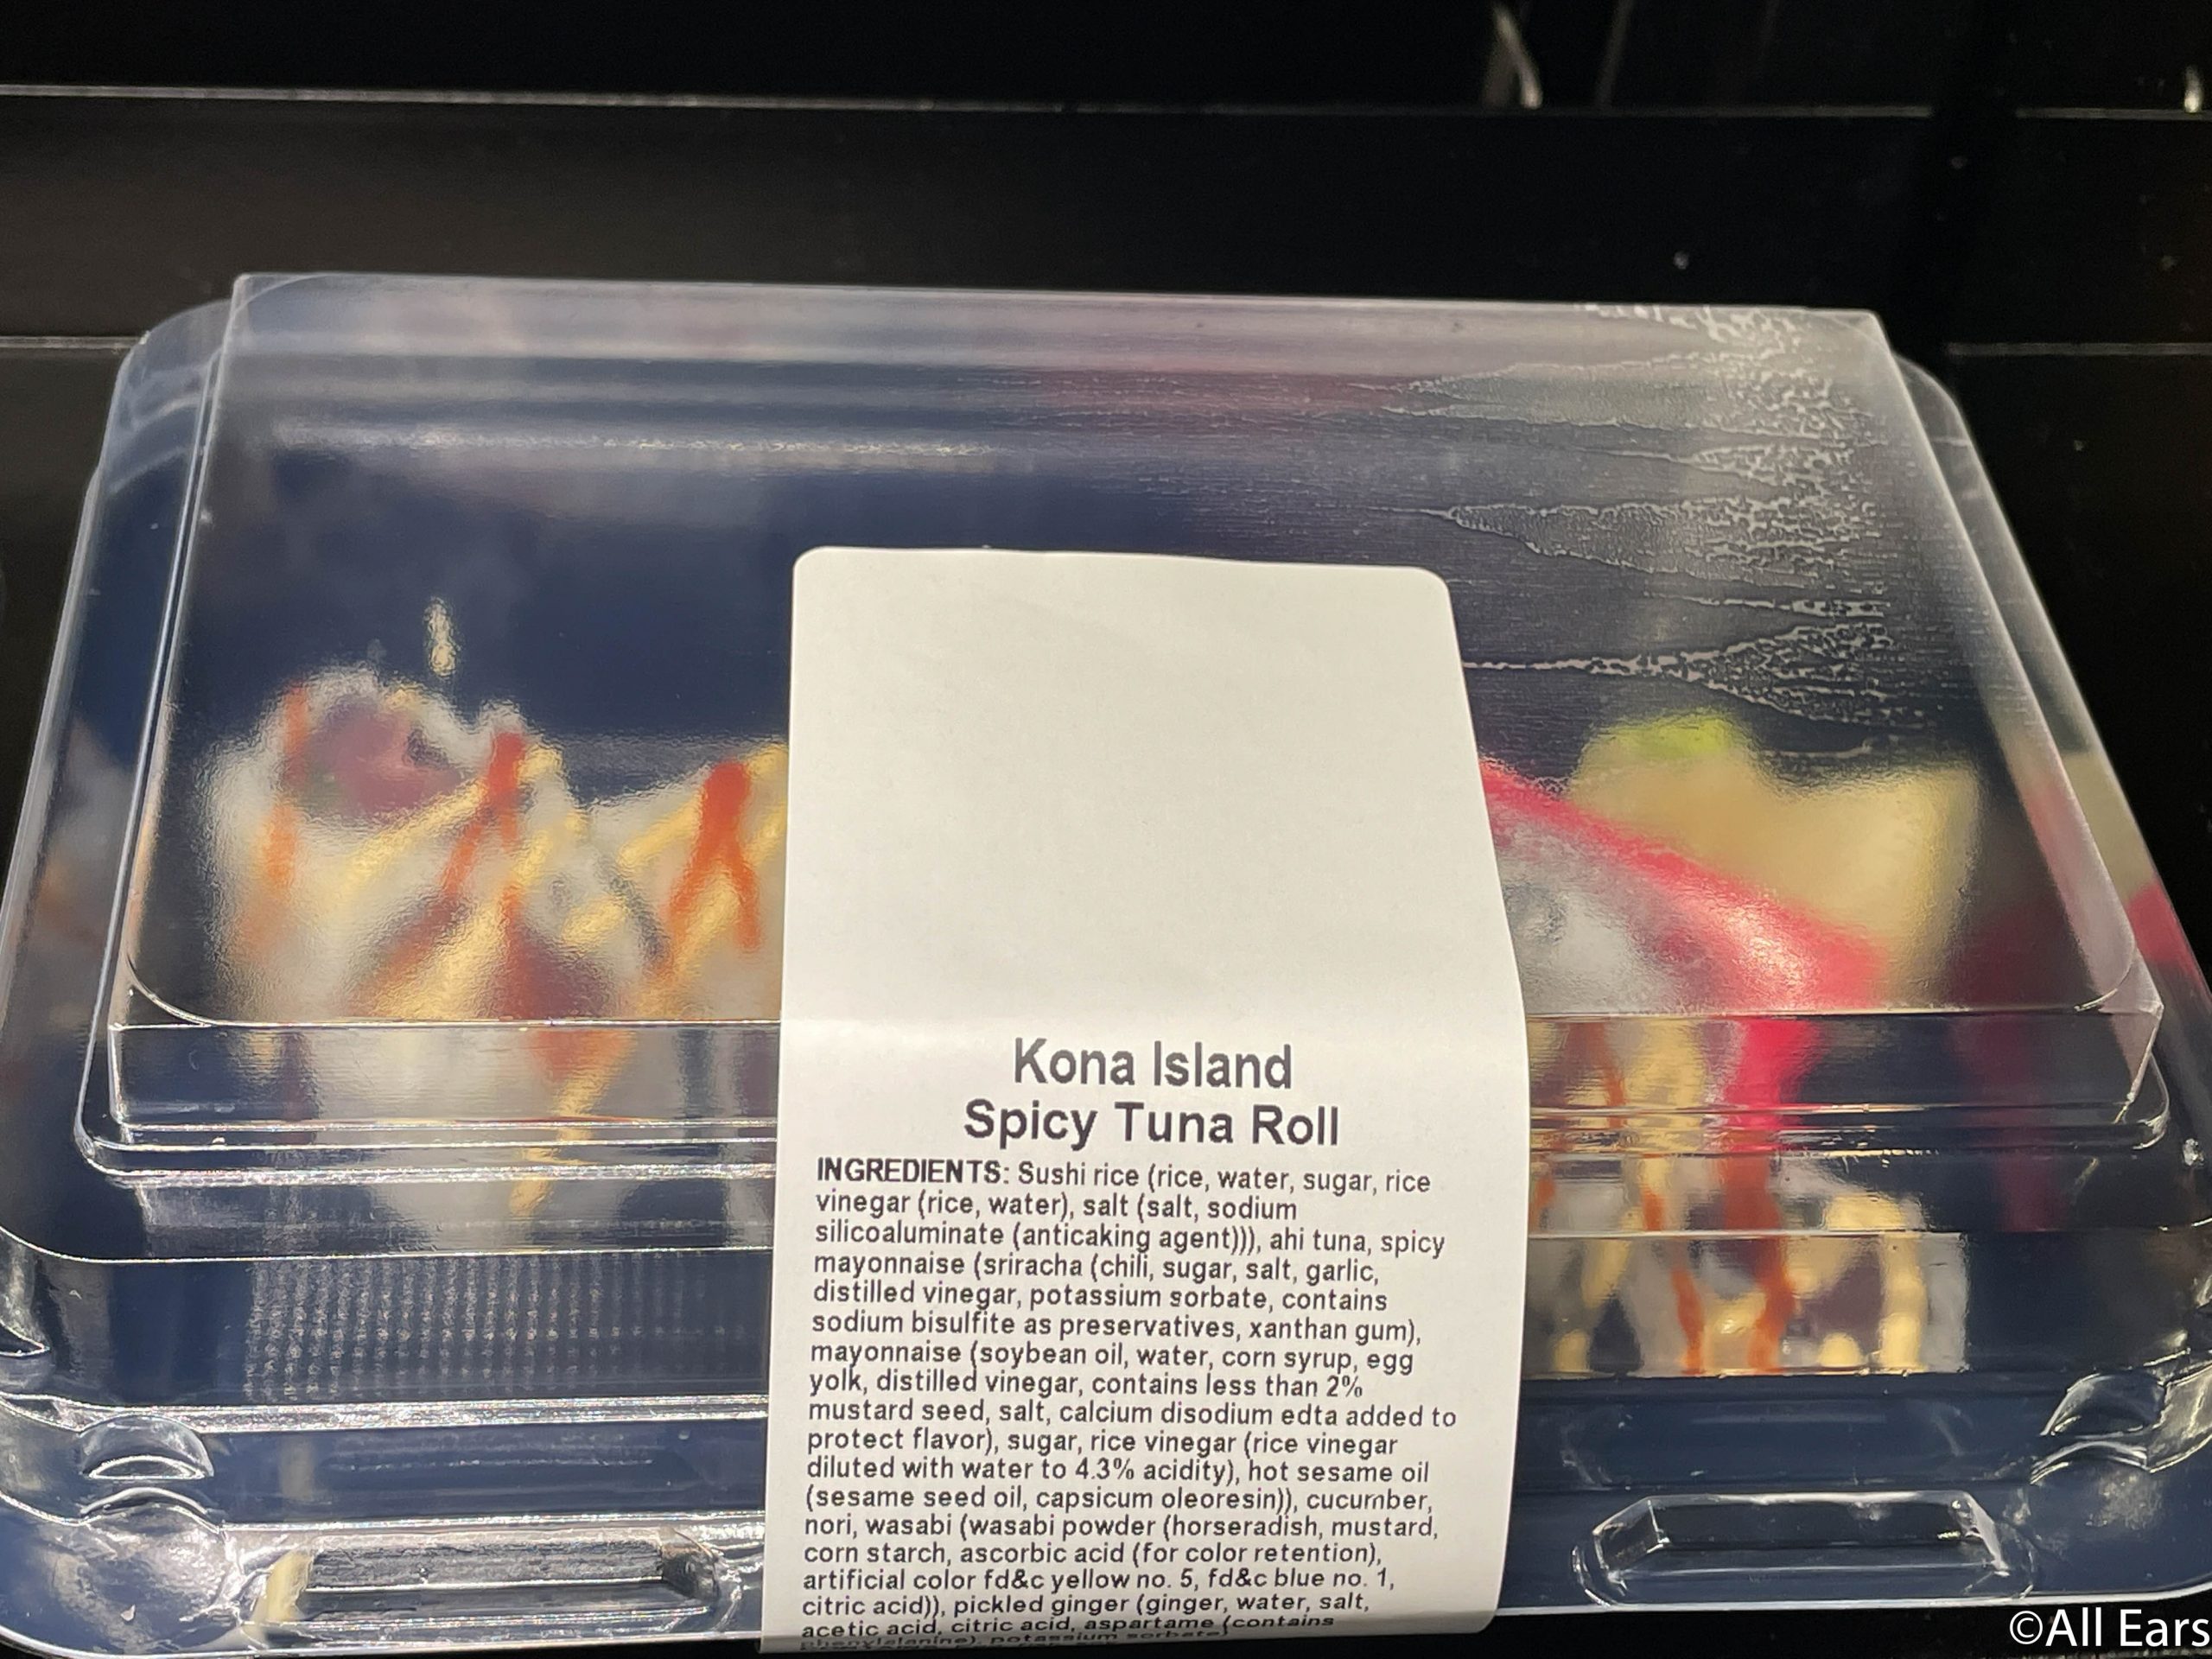 Kona Island
Spicy Tuna Roll
INGREDIENTS: Sushi rice (rice, water, sugar, rice
vinegar (rice, water), salt (salt, sodium
silicoaluminate (anticaking agent))), ahi tuna, spicy
mayonnaise (sriracha (chili, sugar, salt, garlic,
distilled vinegar, potassium sorbate, contains
sodium bisulfite as preservatives, xanthan gum),
mayonnaise (soybean oil, water, corn syrup, egg
yolk, distilled vinegar, contains less than 2%
mustard seed, salt, calcium disodium edta added to
protect flavor), sugar, rice vinegar (rice vinegar
diluted with water to 4.3% acidity), hot sesame oil
(sesame seed oil, capsicum oleoresin)), cucumber,
nori, wasabi (wasabi powder (horseradish, mustard,
corn starch, ascorbic acid (for color retention),
artificial color fd&c yellow no. 5, fd&c blue no. 1,
citric acid)), pickled ginger (ginger, water, salt,
acetic acid, citric acid, aspartame (contains
phenylalanine), potassium sorbate)
©All Ears